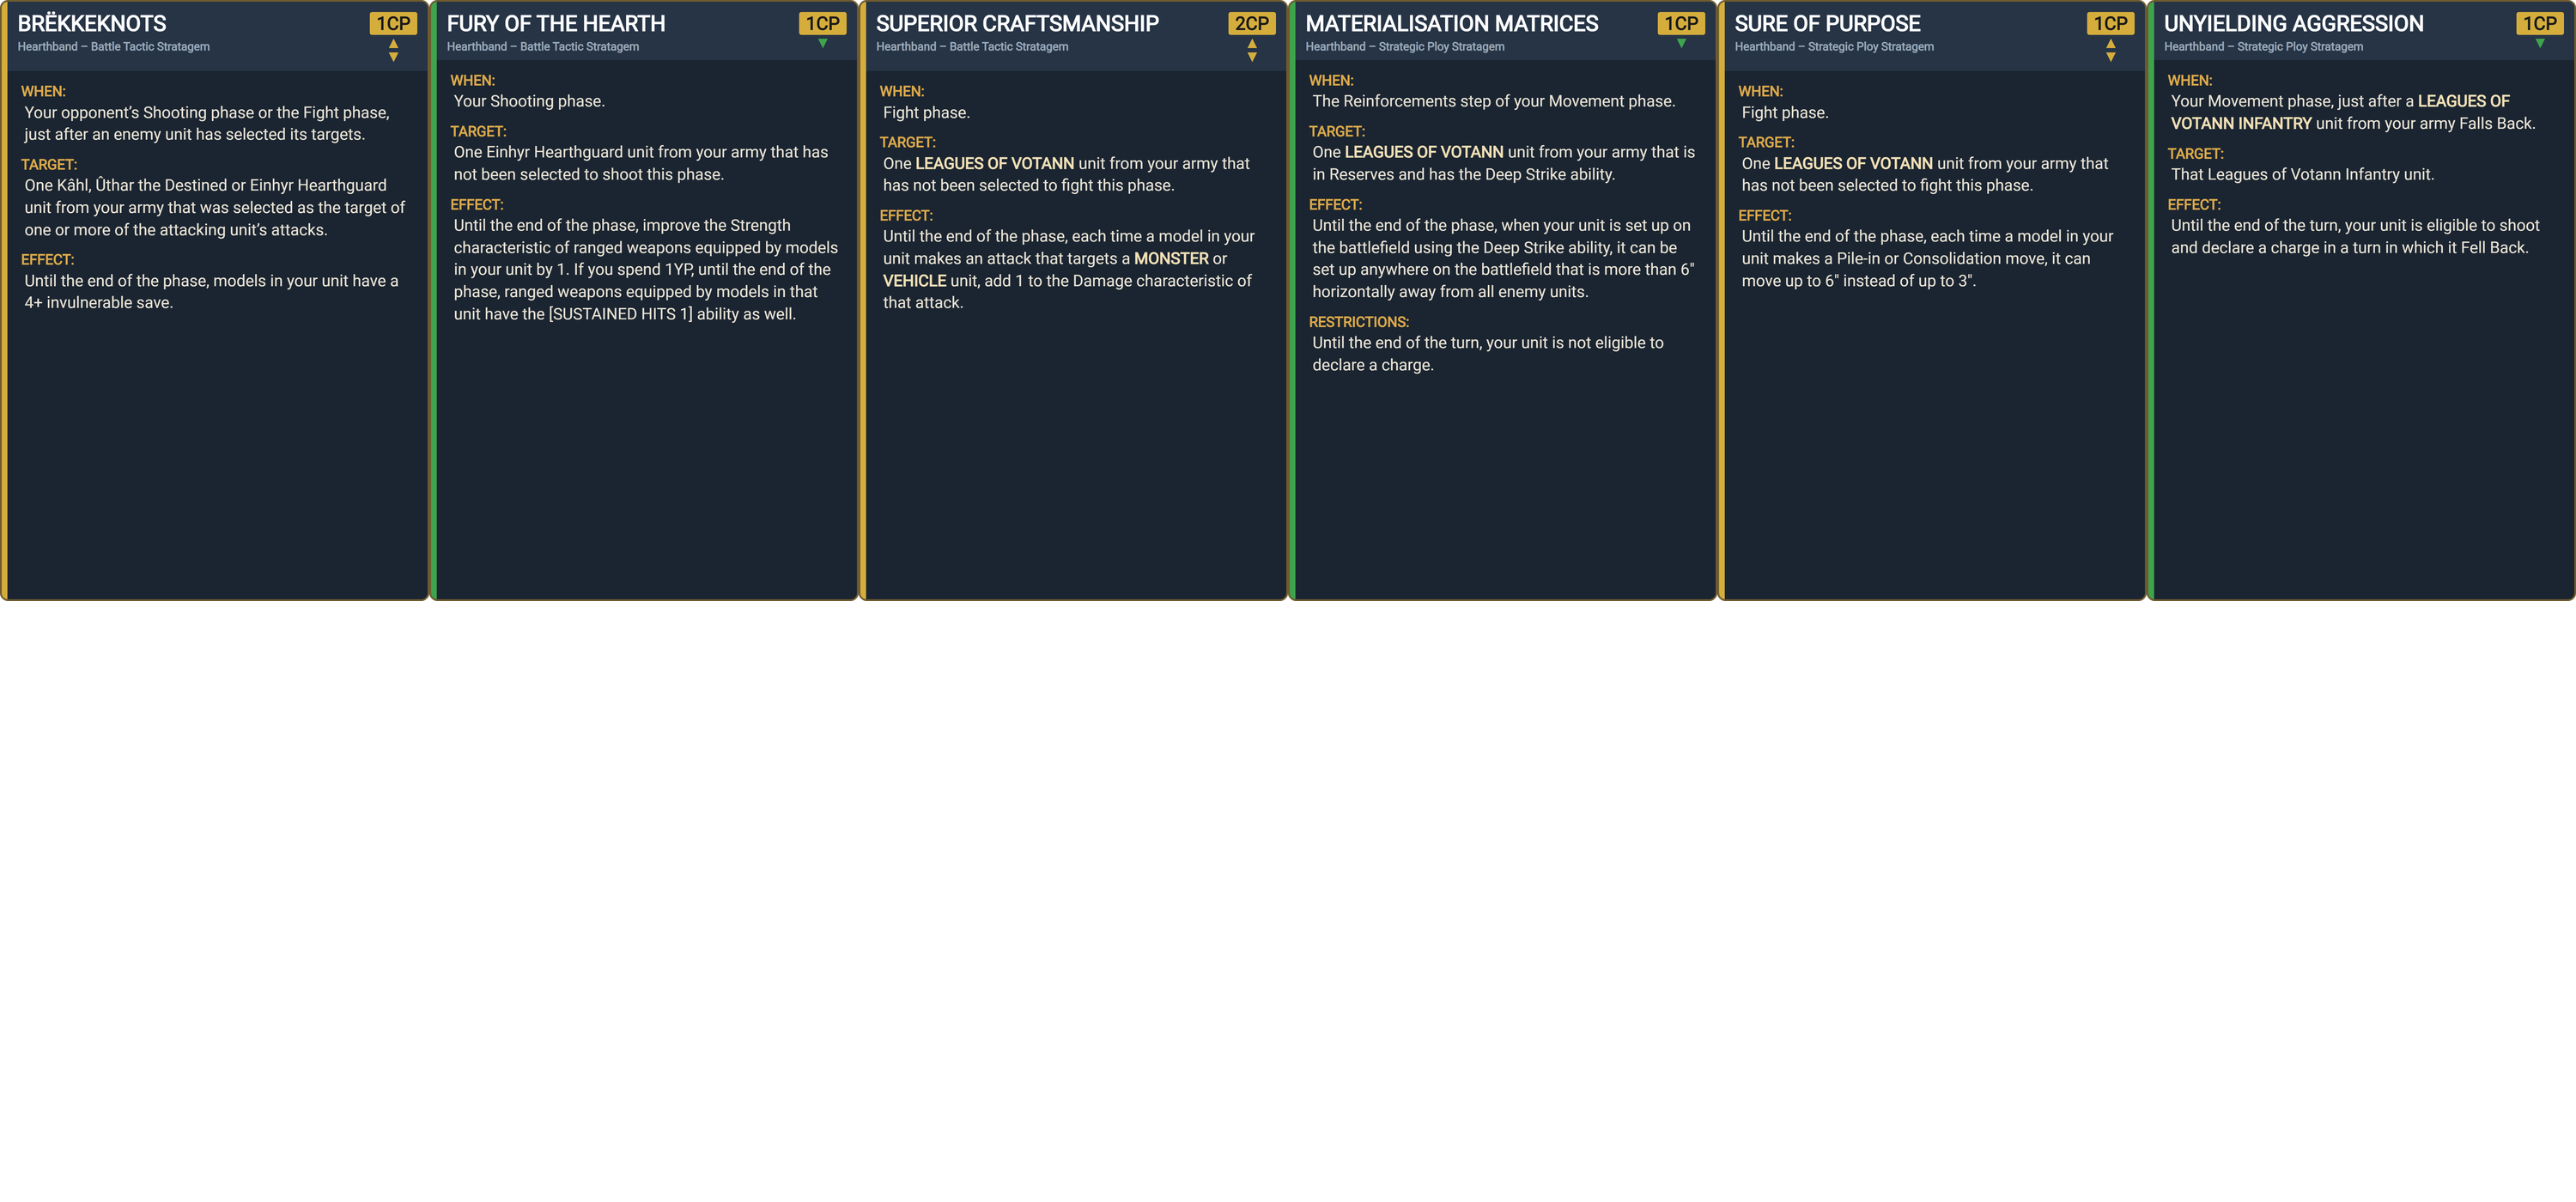 BRËKKEKNOTS
1CP
Hearthband – Battle Tactic Stratagem
WHEN:
Your opponent’s Shooting phase or the Fight phase,
just after an enemy unit has selected its targets.
TARGET:
One Kâhl, Ûthar the Destined or Einhyr Hearthguard
unit from your army that was selected as the target of
one or more of the attacking unit’s attacks.
EFFECT:
Until the end of the phase, models in your unit have a
4+ invulnerable save.
FURY OF THE HEARTH
1CP
Hearthband – Battle Tactic Stratagem
WHEN:
Your Shooting phase.
TARGET:
One Einhyr Hearthguard unit from your army that has
not been selected to shoot this phase.
EFFECT:
Until the end of the phase, improve the Strength
characteristic of ranged weapons equipped by models
in your unit by 1. If you spend 1YP, until the end of the
phase, ranged weapons equipped by models in that
unit have the [SUSTAINED HITS 1] ability as well.
SUPERIOR CRAFTSMANSHIP
2CP
Hearthband – Battle Tactic Stratagem
WHEN:
Fight phase.
TARGET:
One LEAGUES OF VOTANN unit from your army that
has not been selected to fight this phase.
EFFECT:
Until the end of the phase, each time a model in your
unit makes an attack that targets a MONSTER or
VEHICLE unit, add 1 to the Damage characteristic of
that attack.
MATERIALISATION MATRICES
1CP
Hearthband – Strategic Ploy Stratagem
WHEN:
The Reinforcements step of your Movement phase.
TARGET:
One LEAGUES OF VOTANN unit from your army that is
in Reserves and has the Deep Strike ability.
EFFECT:
Until the end of the phase, when your unit is set up on
the battlefield using the Deep Strike ability, it can be
set up anywhere on the battlefield that is more than 6"
horizontally away from all enemy units.
RESTRICTIONS:
Until the end of the turn, your unit is not eligible to
declare a charge.
SURE OF PURPOSE
1CP
Hearthband – Strategic Ploy Stratagem
WHEN:
Fight phase.
TARGET:
One LEAGUES OF VOTANN unit from your army that
has not been selected to fight this phase.
EFFECT:
Until the end of the phase, each time a model in your
unit makes a Pile-in or Consolidation move, it can
move up to 6" instead of up to 3".
UNYIELDING AGGRESSION
1CP
Hearthband – Strategic Ploy Stratagem
WHEN:
Your Movement phase, just after a LEAGUES OF
VOTANN INFANTRY unit from your army Falls Back.
TARGET:
That Leagues of Votann Infantry unit.
EFFECT:
Until the end of the turn, your unit is eligible to shoot
and declare a charge in a turn in which it Fell Back.